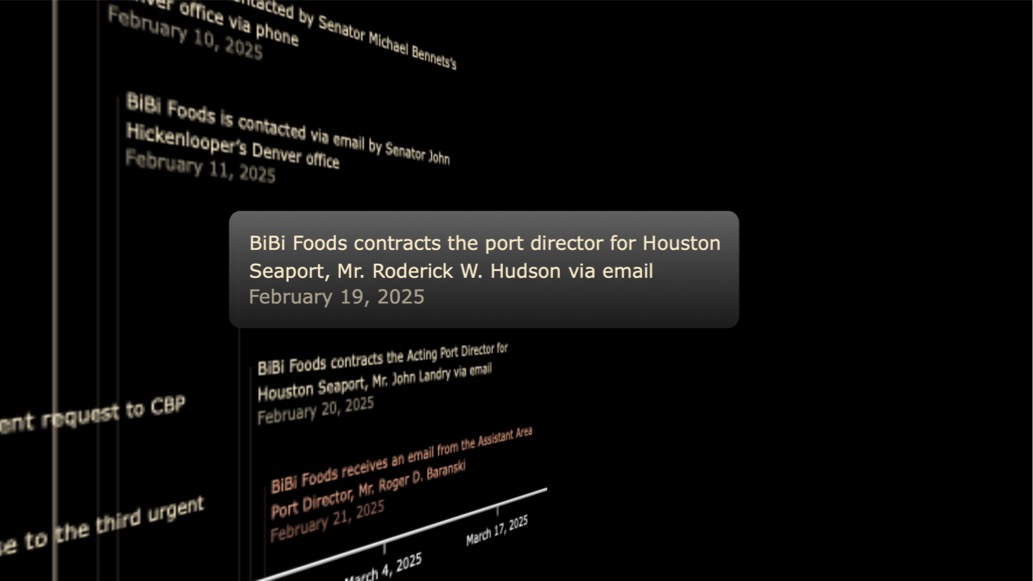 ntacted by Senator Michael Bennets's
ver office via phone
February 10, 2025
BiBi Foods is contacted via email by Senator John
Hickenlooper's Denver office
February 11, 2025
BiBi Foods contracts the port director for Houston
Seaport, Mr. Roderick W. Hudson via email
February 19, 2025
BiBi Foods contracts the Acting Port Director for
Houston Seaport, Mr. John Landry via email
February 20, 2025
ent request to CBP
BiBi Foods receives an email from the Assistant Area
Port Director, Mr. Roger D. Baranski
February 21, 2025
se to the third urgent
March 4, 2025
March 17, 2025